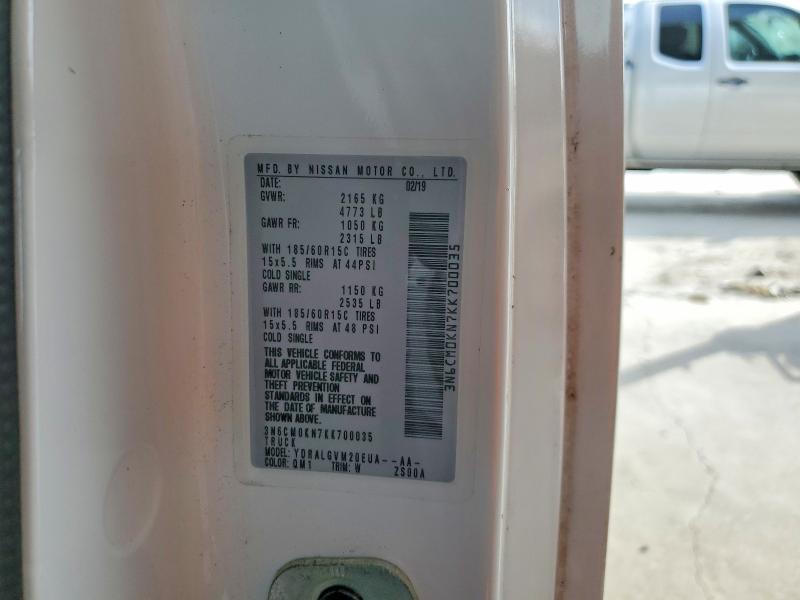 MFD. BY NISSAN MOTOR CO., LTD.
DATE: 02/19
GVWR: 2165 KG
4773 LB
GAWR FR: 1050 KG
2315 LB
WITH 185/60R15C TIRES
15x5.5 RIMS AT 44PSI
COLD SINGLE
GAWR RR: 1150 KG
2535 LB
WITH 185/60R15C TIRES
15x5.5 RIMS AT 48 PSI
COLD SINGLE
THIS VEHICLE CONFORMS TO
ALL APPLICABLE FEDERAL
MOTOR VEHICLE SAFETY AND
THEFT PREVENTION
STANDARDS IN EFFECT ON
THE DATE OF MANUFACTURE
SHOWN ABOVE.
3N6CM0KN7KK700035
TRUCK
MODEL: YDRALGVM20EUA--AA-
COLOR: QM1 TRIM: W 2S00A
3N6CM0KN7KK700035